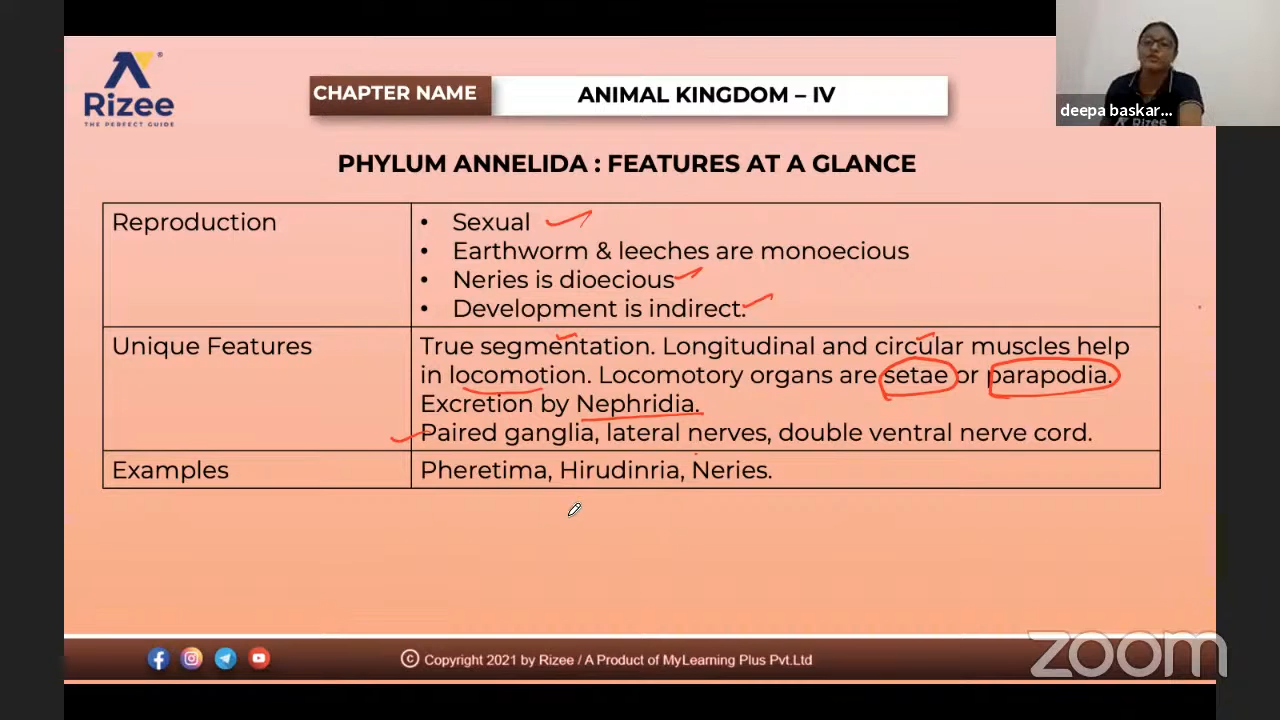 Rizee
THE PERFECT GUIDE
CHAPTER NAME
ANIMAL KINGDOM – IV
deepa baskar...
Rizee
PHYLUM ANNELIDA : FEATURES AT A GLANCE
Reproduction
• Sexual
• Earthworm & leeches are monoecious
• Neries is dioecious
• Development is indirect.
Unique Features
True segmentation. Longitudinal and circular muscles help
in locomotion. Locomotory organs are setae or parapodia.
Excretion by Nephridia.
Paired ganglia, lateral nerves, double ventral nerve cord.
Examples
Pheretima, Hirudinria, Neries.
© Copyright 2021 by Rizee / A Product of MyLearning Plus Pvt.Ltd
zoom